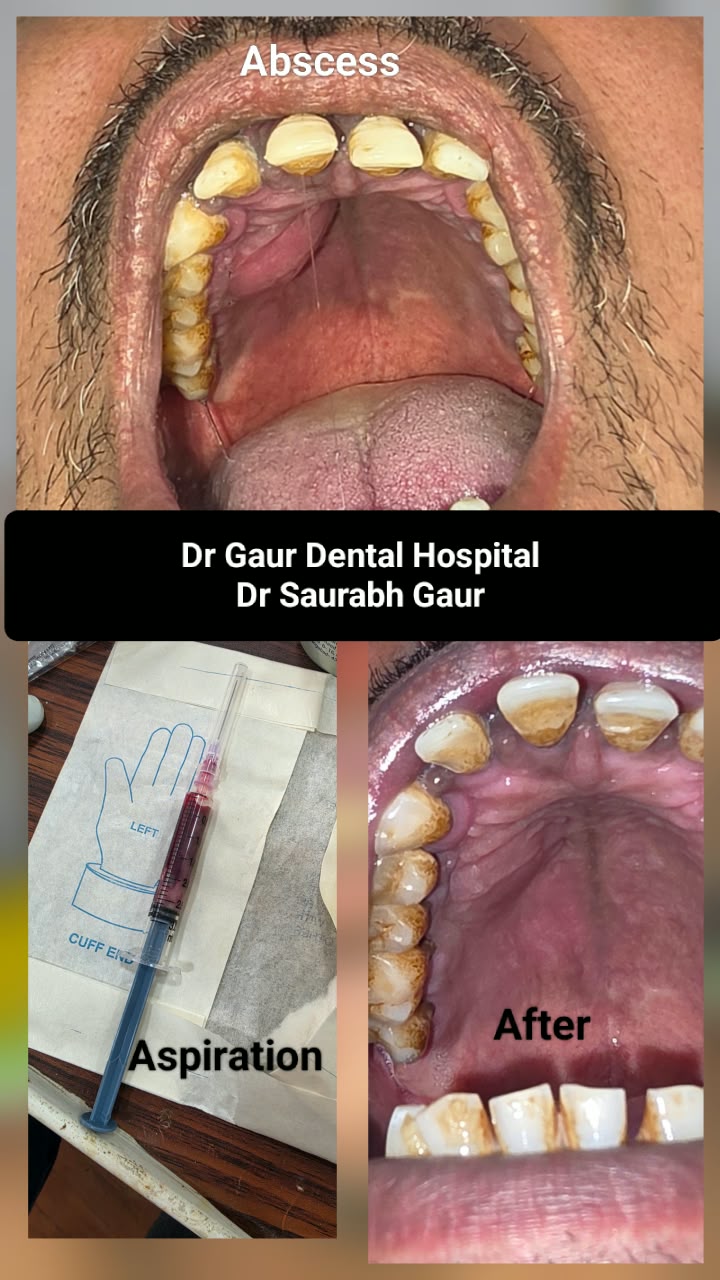 Abscess
Dr Gaur Dental Hospital
Dr Saurabh Gaur
LEFT
CUFF END
Aspiration
After